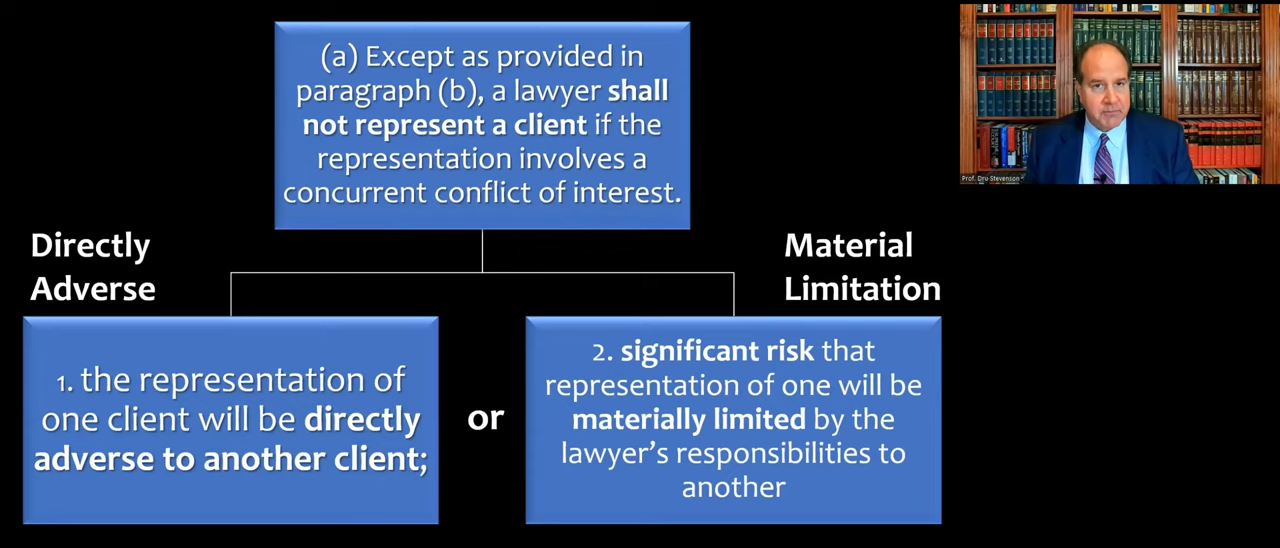 (a) Except as provided in
paragraph (b), a lawyer shall
not represent a client if the
representation involves a
concurrent conflict of interest.
Prof. Dru Stevenson
Directly
Adverse
Material
Limitation
1. the representation of
one client will be directly
adverse to another client;
or
2. significant risk that
representation of one will be
materially limited by the
lawyer's responsibilities to
another